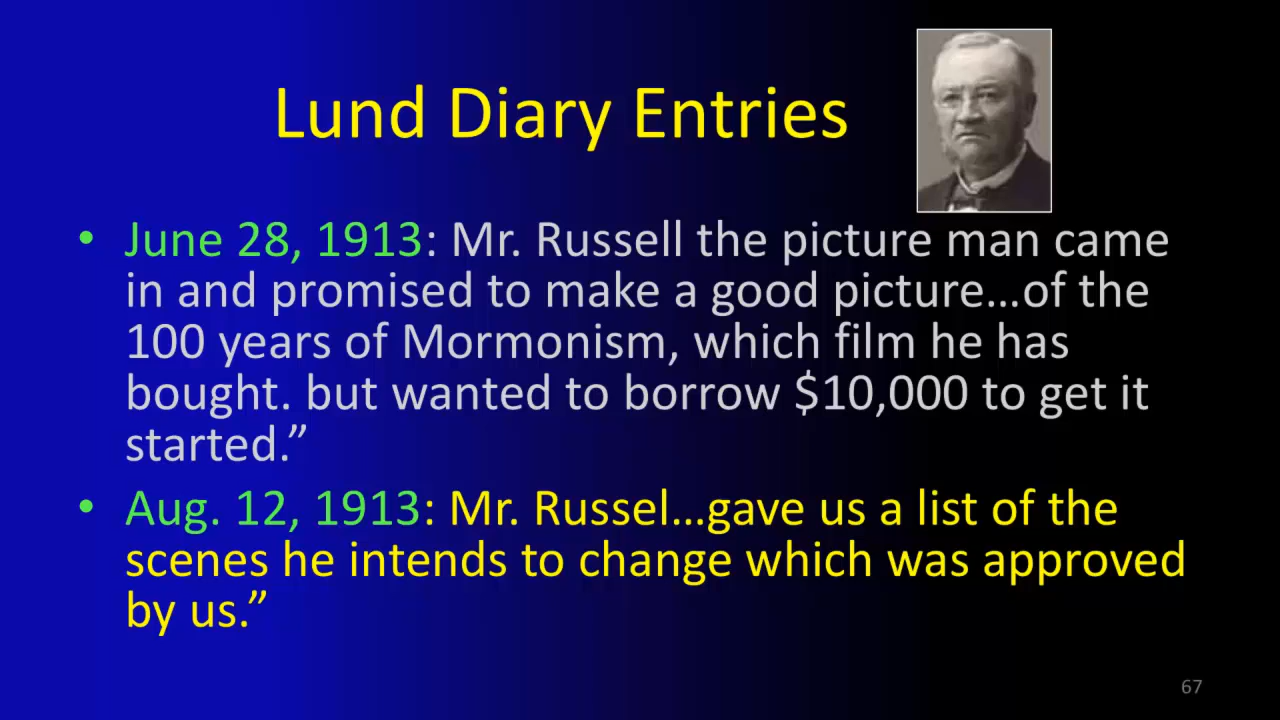 Lund Diary Entries
• June 28, 1913: Mr. Russell the picture man came
in and promised to make a good picture…of the
100 years of Mormonism, which film he has
bought. but wanted to borrow $10,000 to get it
started.”
• Aug. 12, 1913: Mr. Russel…gave us a list of the
scenes he intends to change which was approved
by us.”
67